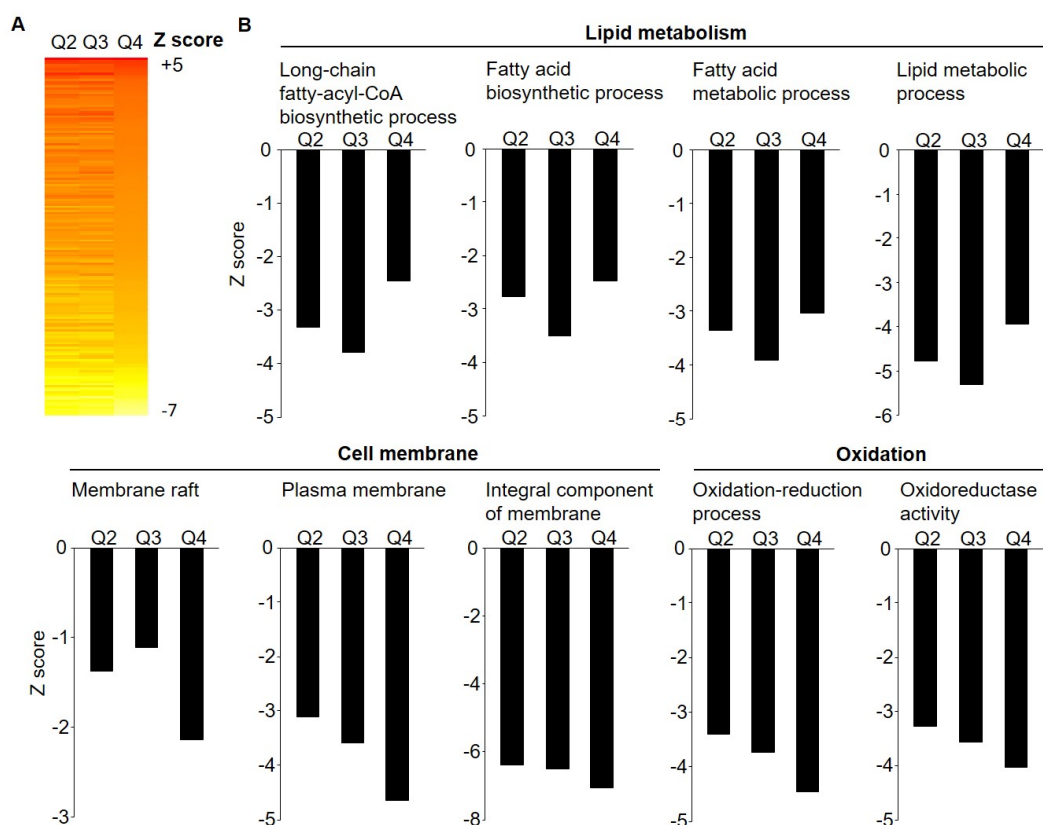 A
Q2 Q3 Q4 Z score
+5
-7
B
Lipid metabolism
Long-chain
fatty-acyl-CoA
biosynthetic process
Q2 Q3 Q4
0
-1
-2
-3
-4
-5
Z score
Fatty acid
biosynthetic process
Q2 Q3 Q4
0
-1
-2
-3
-4
-5
Fatty acid
metabolic process
Q2 Q3 Q4
0
-1
-2
-3
-4
-5
Lipid metabolic
process
Q2 Q3 Q4
0
-1
-2
-3
-4
-5
-6
Cell membrane
Membrane raft
Q2 Q3 Q4
0
-1
-2
-3
Z score
Plasma membrane
Q2 Q3 Q4
0
-1
-2
-3
-4
-5
Integral component
of membrane
Q2 Q3 Q4
0
-2
-4
-6
-8
Oxidation
Oxidation-reduction
process
Q2 Q3 Q4
0
-1
-2
-3
-4
-5
Oxidoreductase
activity
Q2 Q3 Q4
0
-1
-2
-3
-4
-5